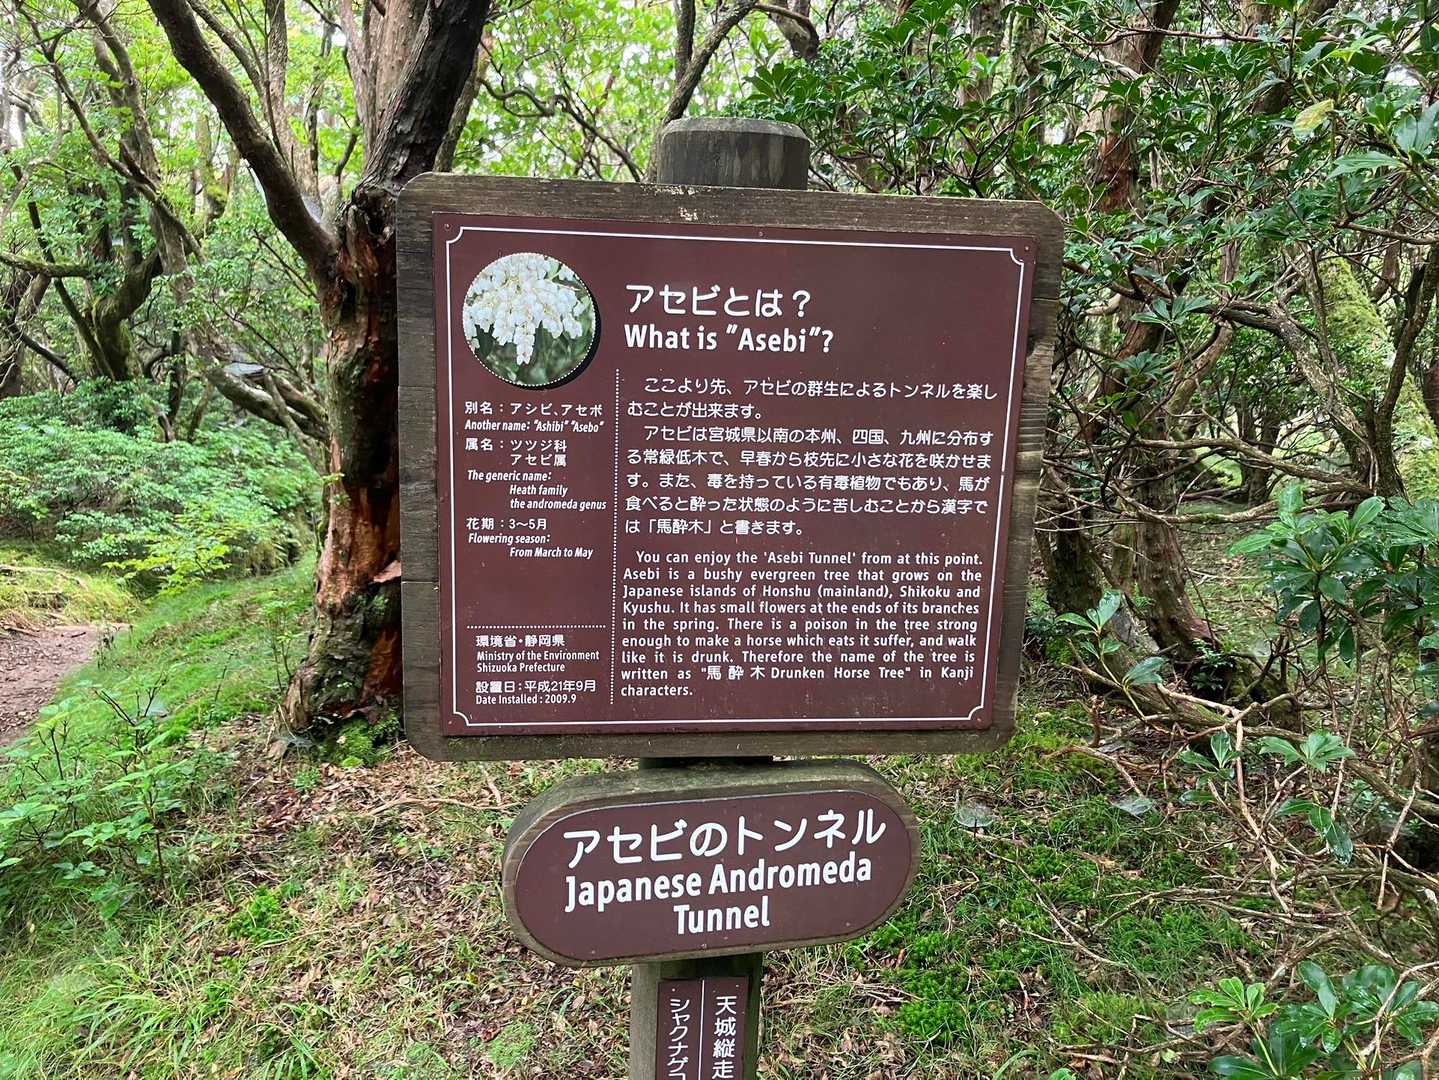 アセビとは？
What is "Asebi"?
別名：アシビ、アセボ
Another name: "Ashibi" "Asebo"
属名：ツツジ科
アセビ属
The generic name:
Heath family
the andromeda genus
花期：3～5月
Flowering season:
From March to May
環境省・静岡県
Ministry of the Environment
Shizuoka Prefecture
設置日：平成21年9月
Date Installed : 2009.9
ここより先、アセビの群生によるトンネルを楽し
むことが出来ます。
アセビは宮城県以南の本州、四国、九州に分布す
る常緑低木で、早春から枝先に小さな花を咲かせま
す。また、毒を持っている有毒植物でもあり、馬が
食べると酔った状態のように苦しむことから漢字で
は「馬酔木」と書きます。
You can enjoy the 'Asebi Tunnel' from at this point.
Asebi is a bushy evergreen tree that grows on the
Japanese islands of Honshu (mainland), Shikoku and
Kyushu. It has small flowers at the ends of its branches
in the spring. There is a poison in the tree strong
enough to make a horse which eats it suffer, and walk
like it is drunk. Therefore the name of the tree is
written as "馬 酔 木 Drunken Horse Tree" in Kanji
characters.
アセビのトンネル
Japanese Andromeda
Tunnel
天城縦走
シャクナゲコ